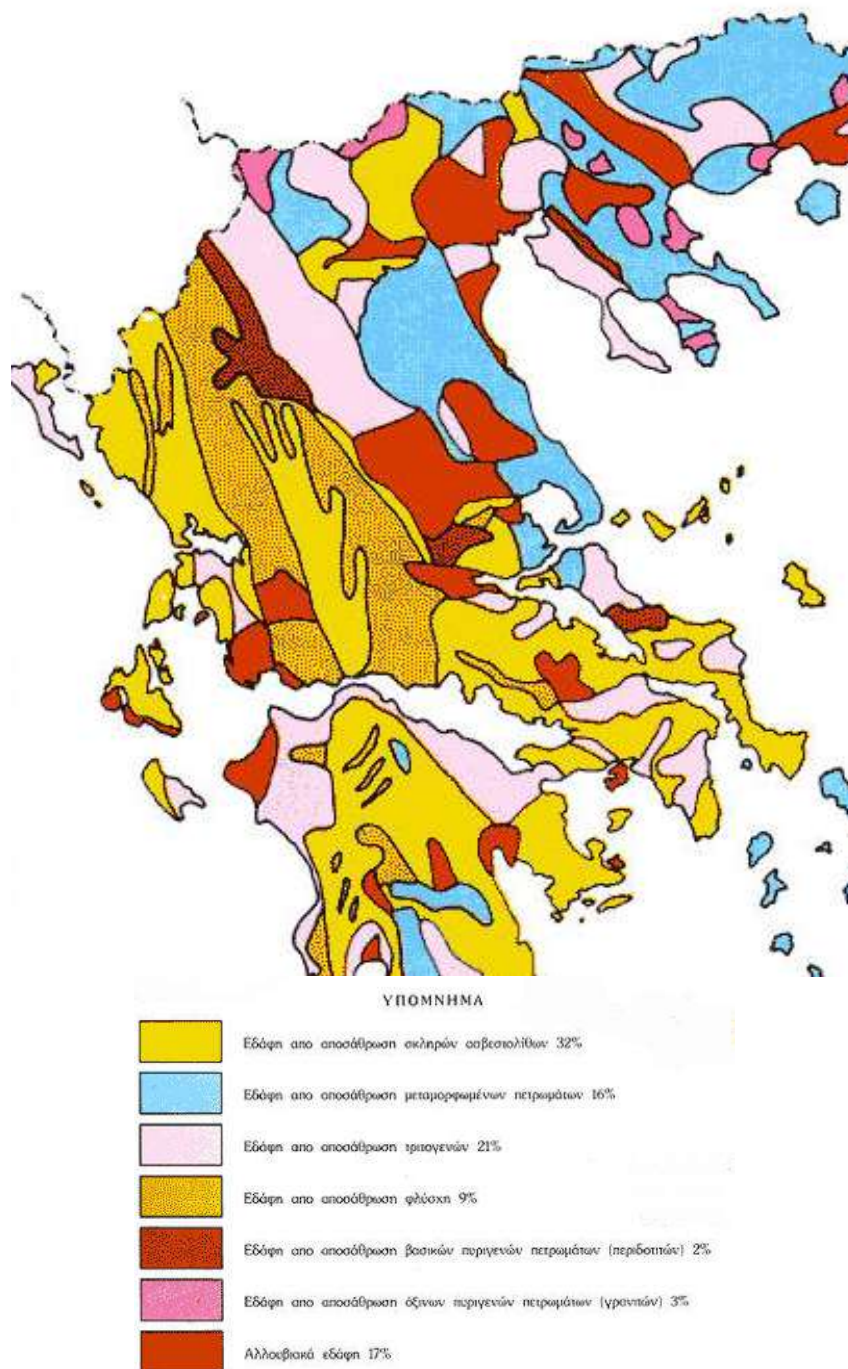 ΥΠΟΜΝΗΜΑ
Εδάφη απο αποσάθρωση σκληρών ασβεστολίθων 32%
Εδάφη απο αποσάθρωση μεταμορφωμένων πετρωμάτων 16%
Εδάφη απο αποσάθρωση τριτογενών 21%
Εδάφη απο αποσάθρωση φλύσχη 9%
Εδάφη απο αποσάθρωση βασικών πυριγενών πετρωμάτων (περιδοτιτών) 2%
Εδάφη απο αποσάθρωση όξινων πυριγενών πετρωμάτων (γρανιτών) 3%
Αλλουβιακά εδάφη 17%